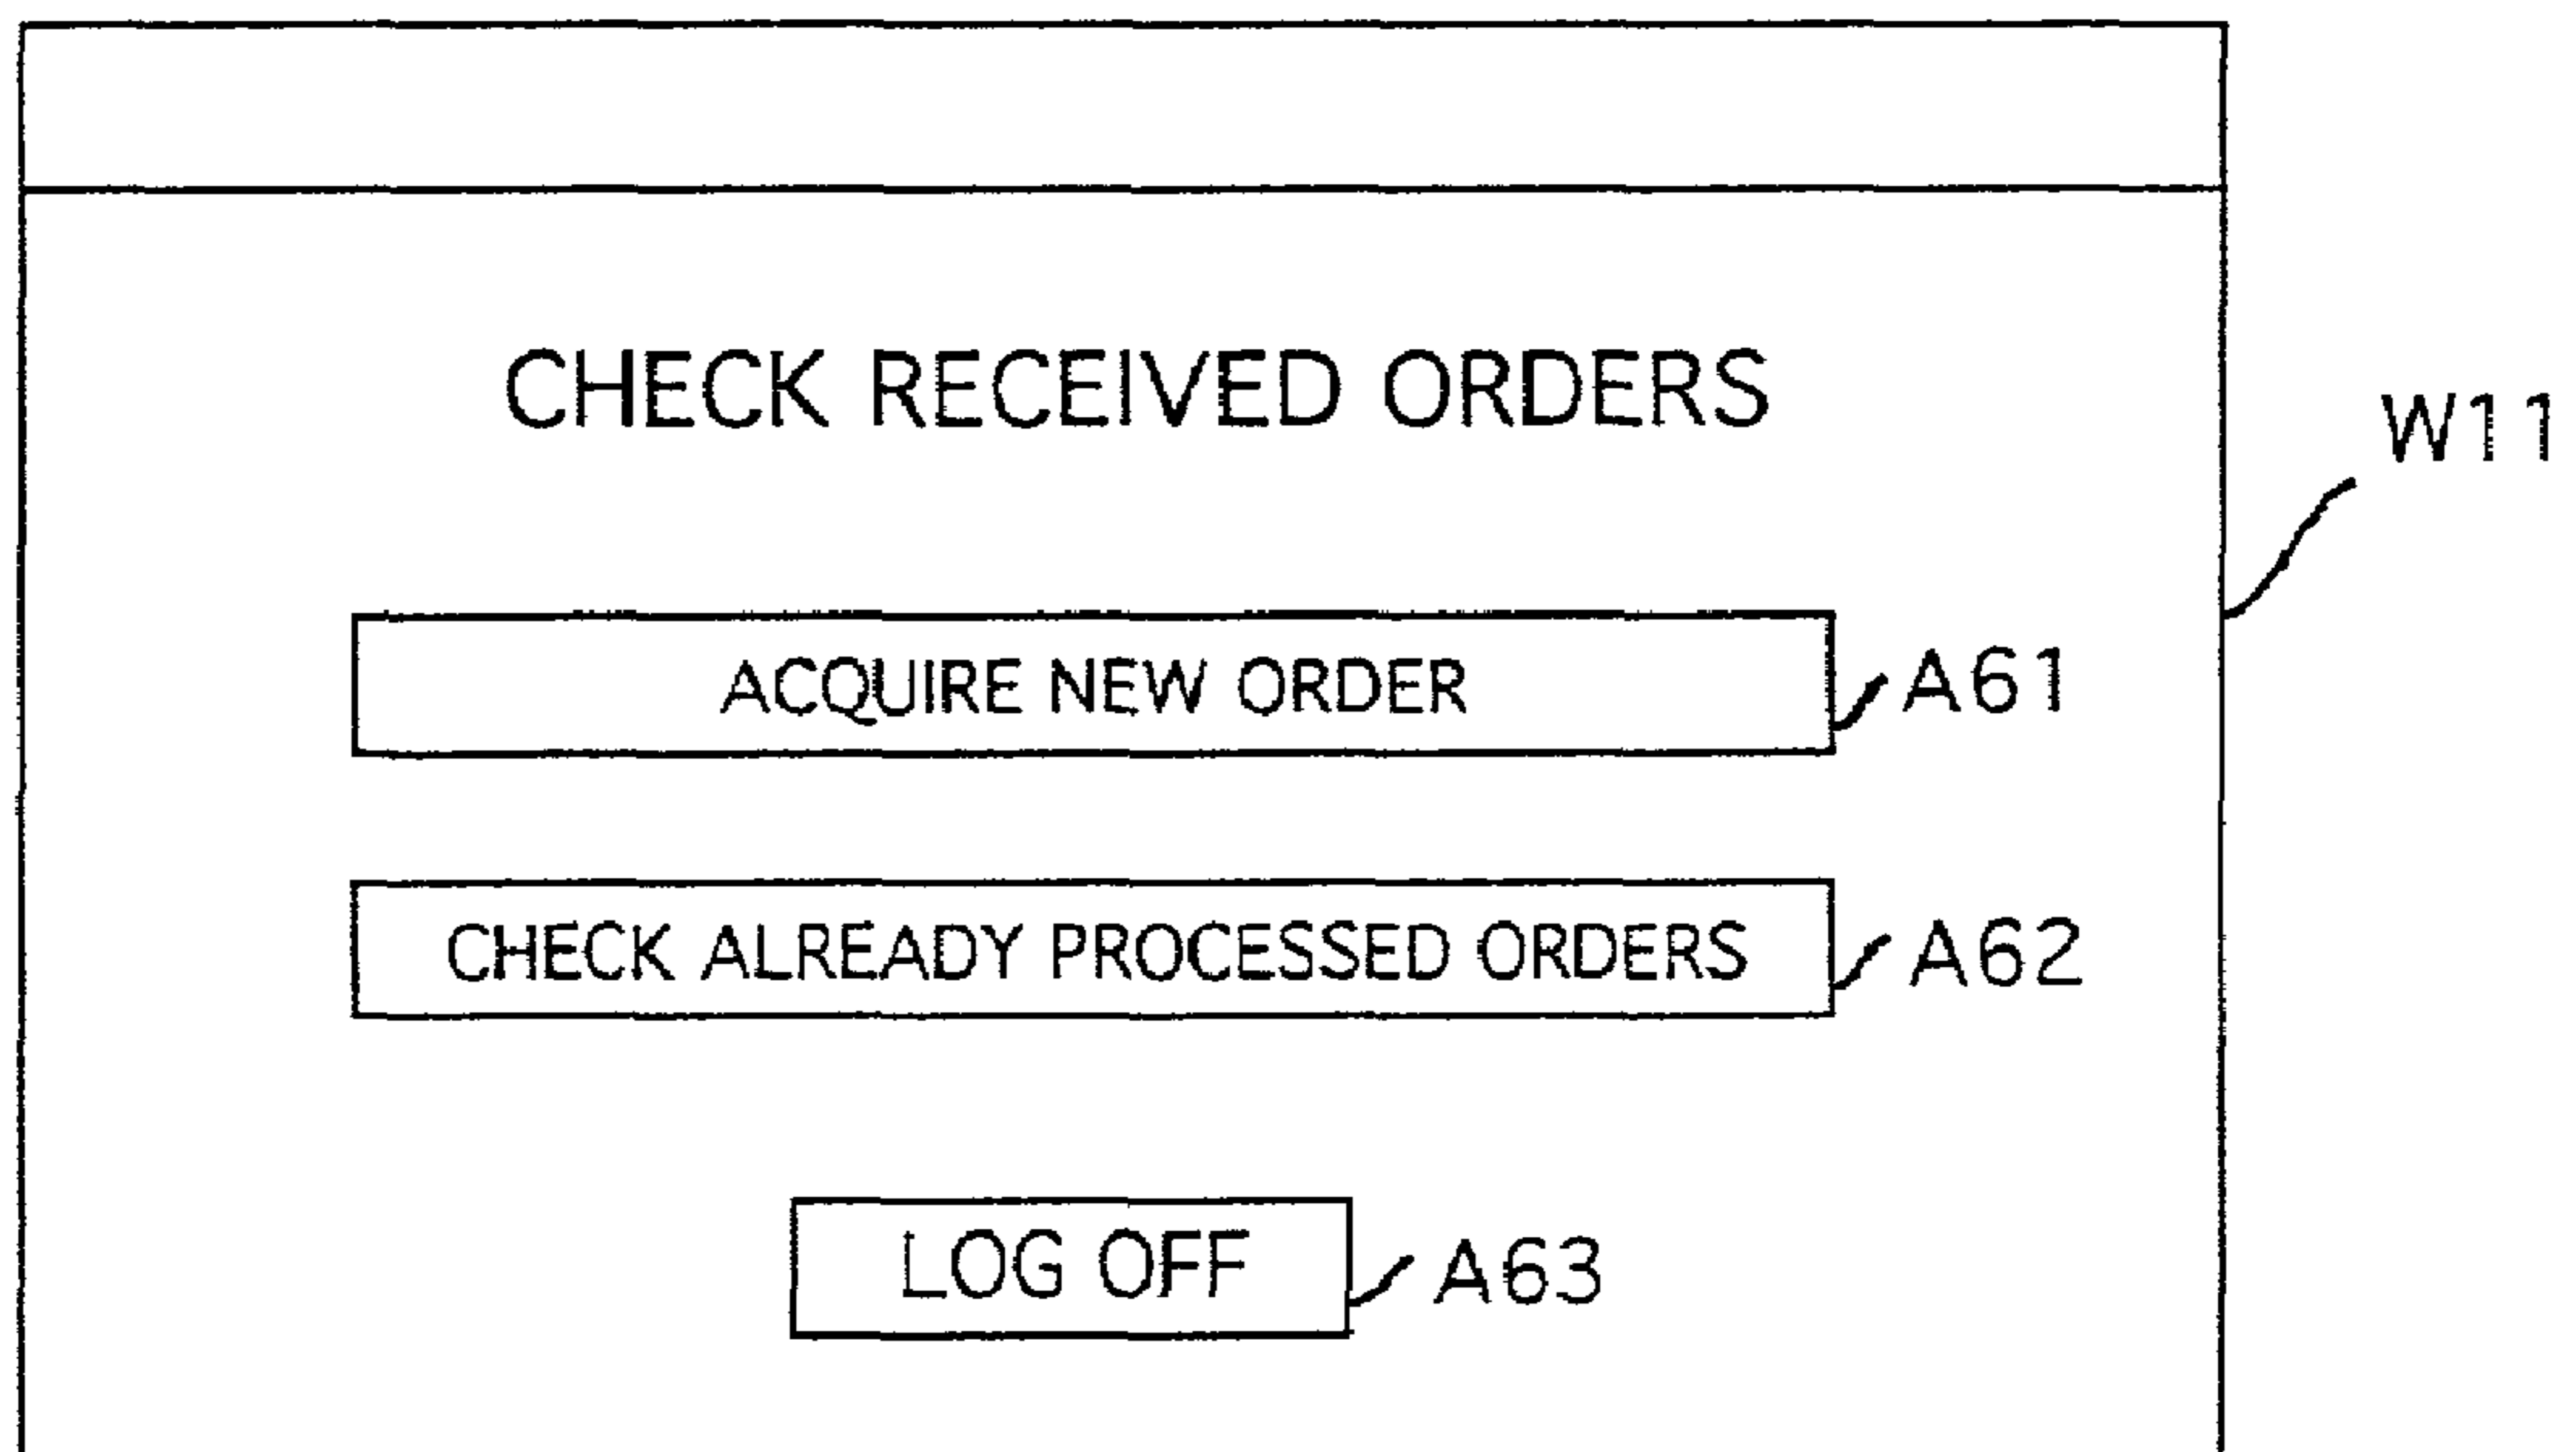 CHECK RECEIVED ORDERS
W11
ACQUIRE NEW ORDER
A61
CHECK ALREADY PROCESSED ORDERS
A62
LOG OFF
A63